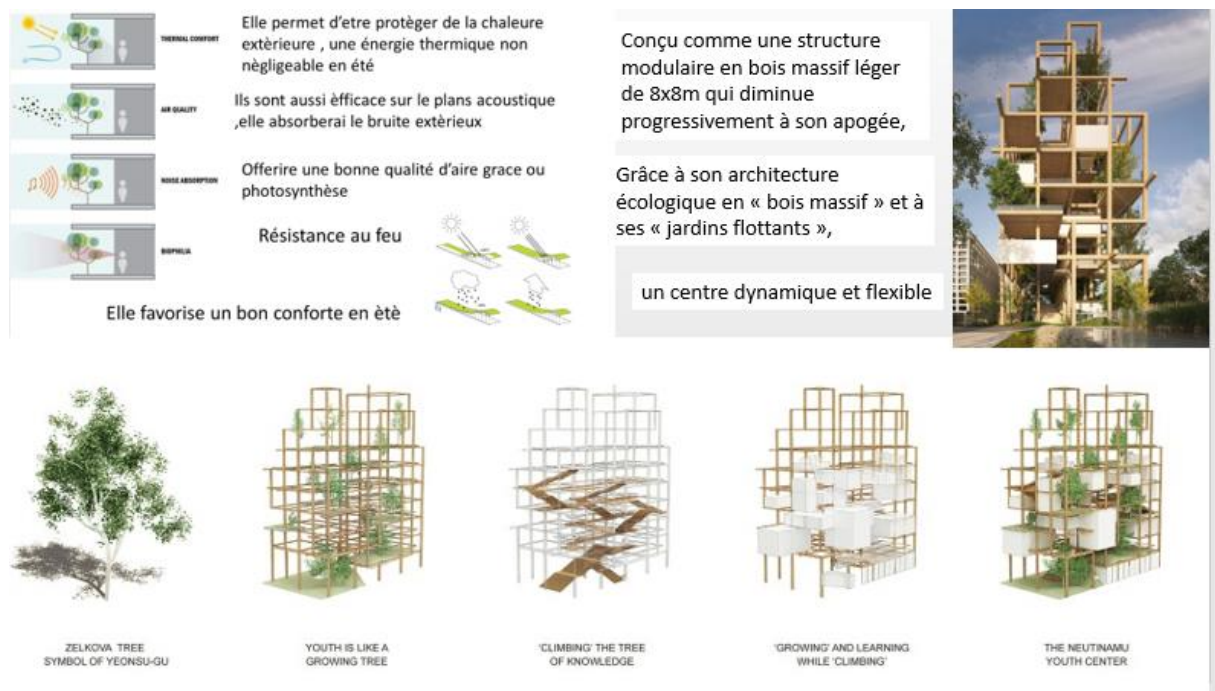 THERMAL COMFORT
Elle permet d'etre protèger de la chaleure
extèrieure , une énergie thermique non
nègligeable en été
AIR QUALITY
Ils sont aussi èfficace sur le plans acoustique
,elle absorberai le bruite extèrieux
NOISE ABSORPTION
Offerire une bonne qualité d'aire grace ou
photosynthèse
BIOPHILIA
Résistance au feu
Elle favorise un bon conforte en ètè
Conçu comme une structure
modulaire en bois massif léger
de 8x8m qui diminue
progressivement à son apogée,
Grâce à son architecture
écologique en « bois massif » et à
ses « jardins flottants »,
un centre dynamique et flexible
ZELKOVA TREE
SYMBOL OF YEONSU-GU
YOUTH IS LIKE A
GROWING TREE
'CLIMBING' THE TREE
OF KNOWLEDGE
'GROWING' AND LEARNING
WHILE 'CLIMBING'
THE NEUTINAMU
YOUTH CENTER